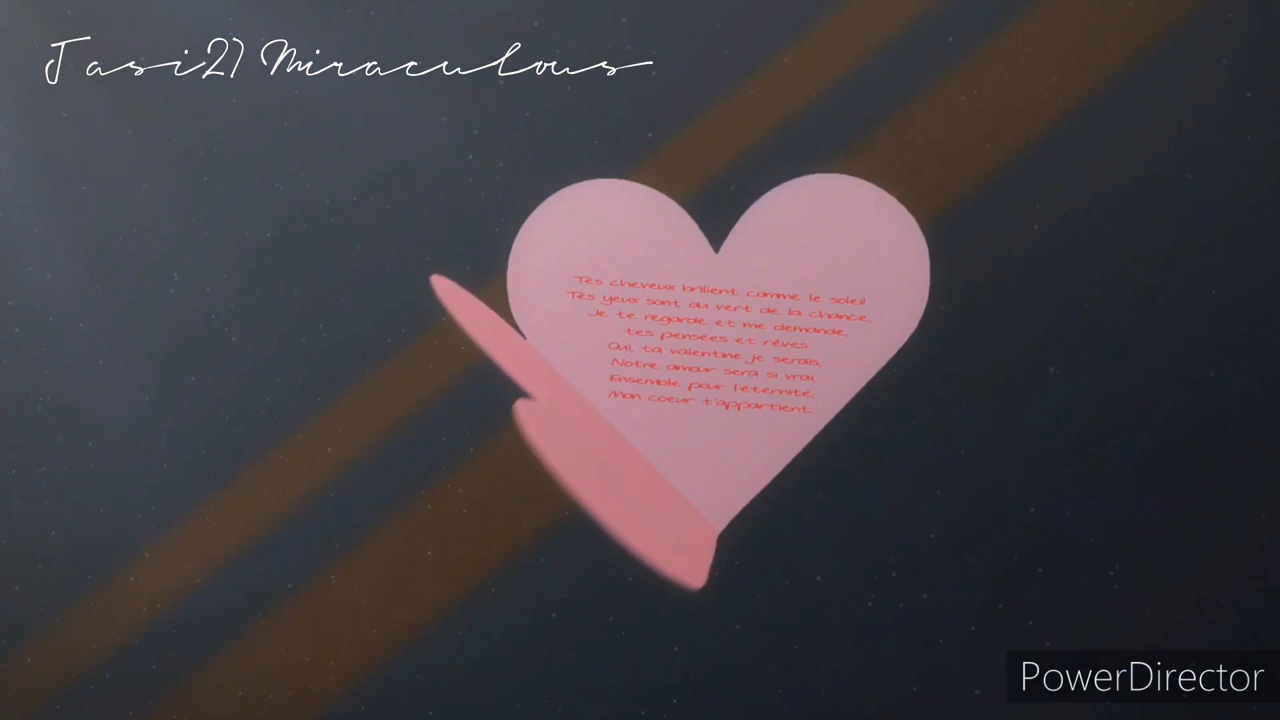 Jasi21 Miraculous
Tes cheveux brillent comme le soleil
Tes yeux sont du vert de la chance,
Je te regarde et me demande,
tes pensées et rêves
Oui, ta valentine je serais,
Notre amour sera si vrai
Ensemble pour l'éternité,
Mon coeur t'appartient.
PowerDirector